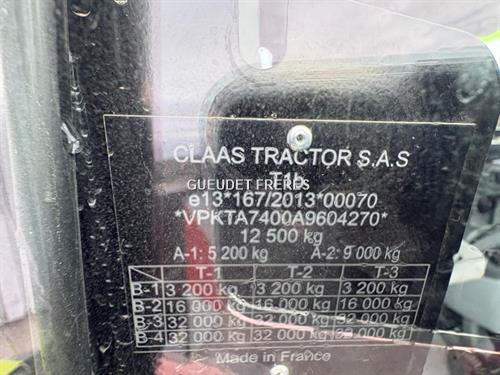 CLAAS TRACTOR S.A.S
T1b
GUEUDET FRERES
e13*167/2013*00070
*VPKTA7400A9604270*
12 500 kg
A-1: 5 200 kg A-2: 9 000 kg
T-1 T-2 T-3
B-1 3 200 kg 3 200 kg 3 200 kg
B-2 16 000 kg 16 000 kg 16 000 kg
B-3 32 000 kg 32 000 kg 32 000 kg
B-4 32 000 kg 32 000 kg 32 000 kg
Made in France